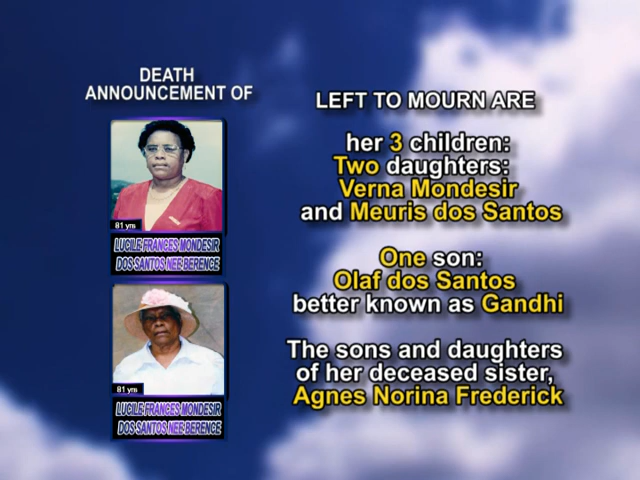 DEATH
ANNOUNCEMENT OF
81 yrs
LUCILE FRANCES MONDESIR
DOS SANTOS NEE BERENCE
81 yrs
LUCILE FRANCES MONDESIR
DOS SANTOS NEE BERENCE
LEFT TO MOURN ARE
her 3 children:
Two daughters:
Verna Mondesir
and Meuris dos Santos
One son:
Olaf dos Santos
better known as Gandhi
The sons and daughters
of her deceased sister,
Agnes Norina Frederick